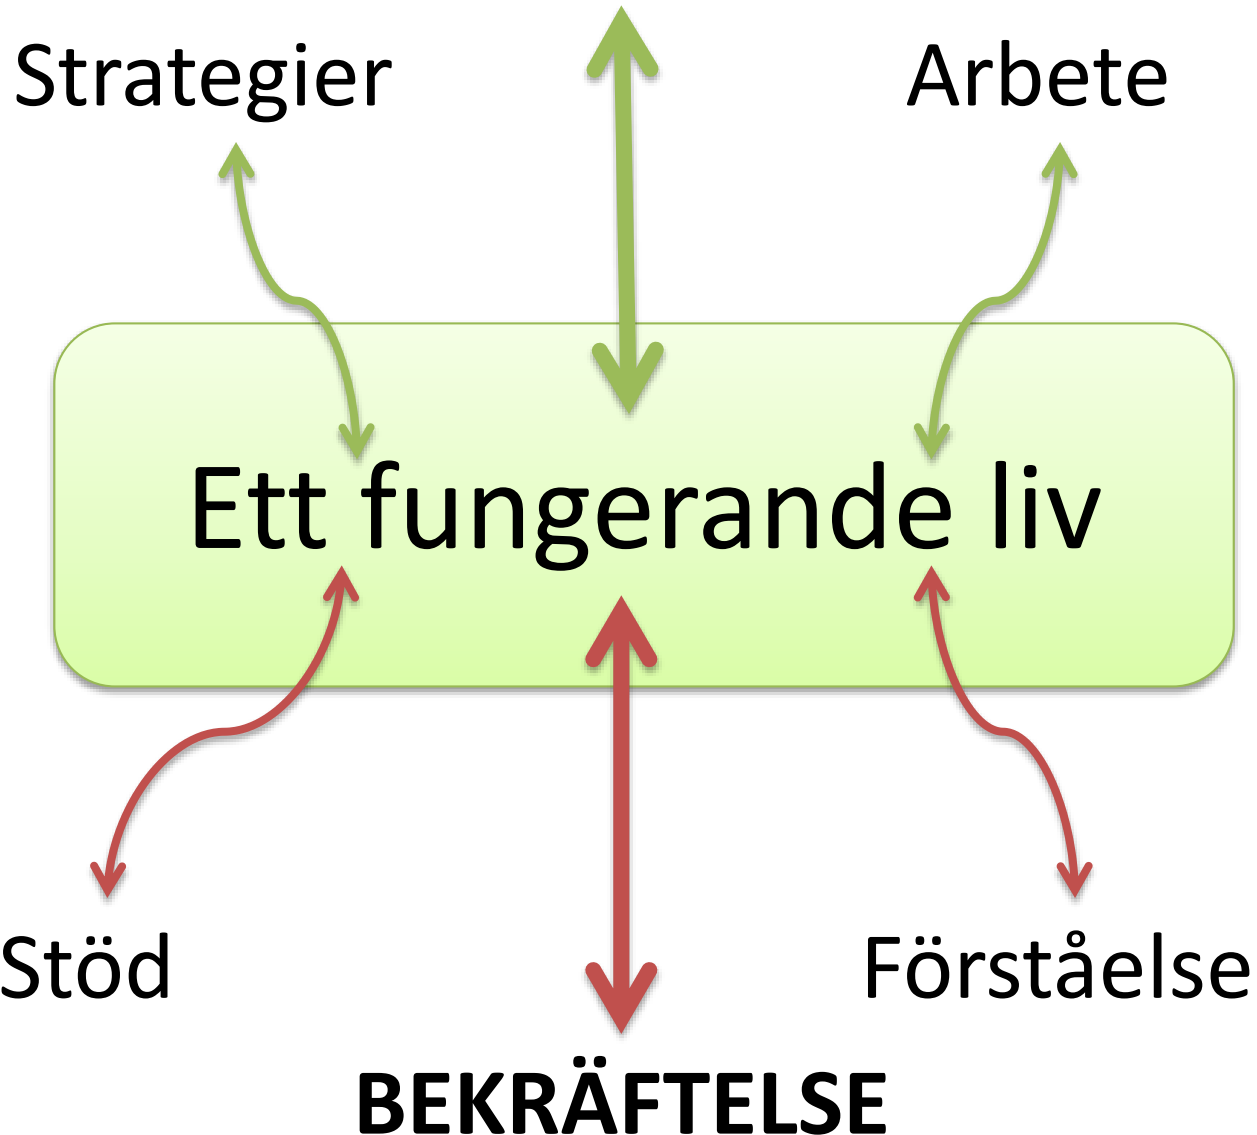 Strategier
Arbete
Ett fungerande liv
Stöd
Förståelse
BEKRÄFTELSE